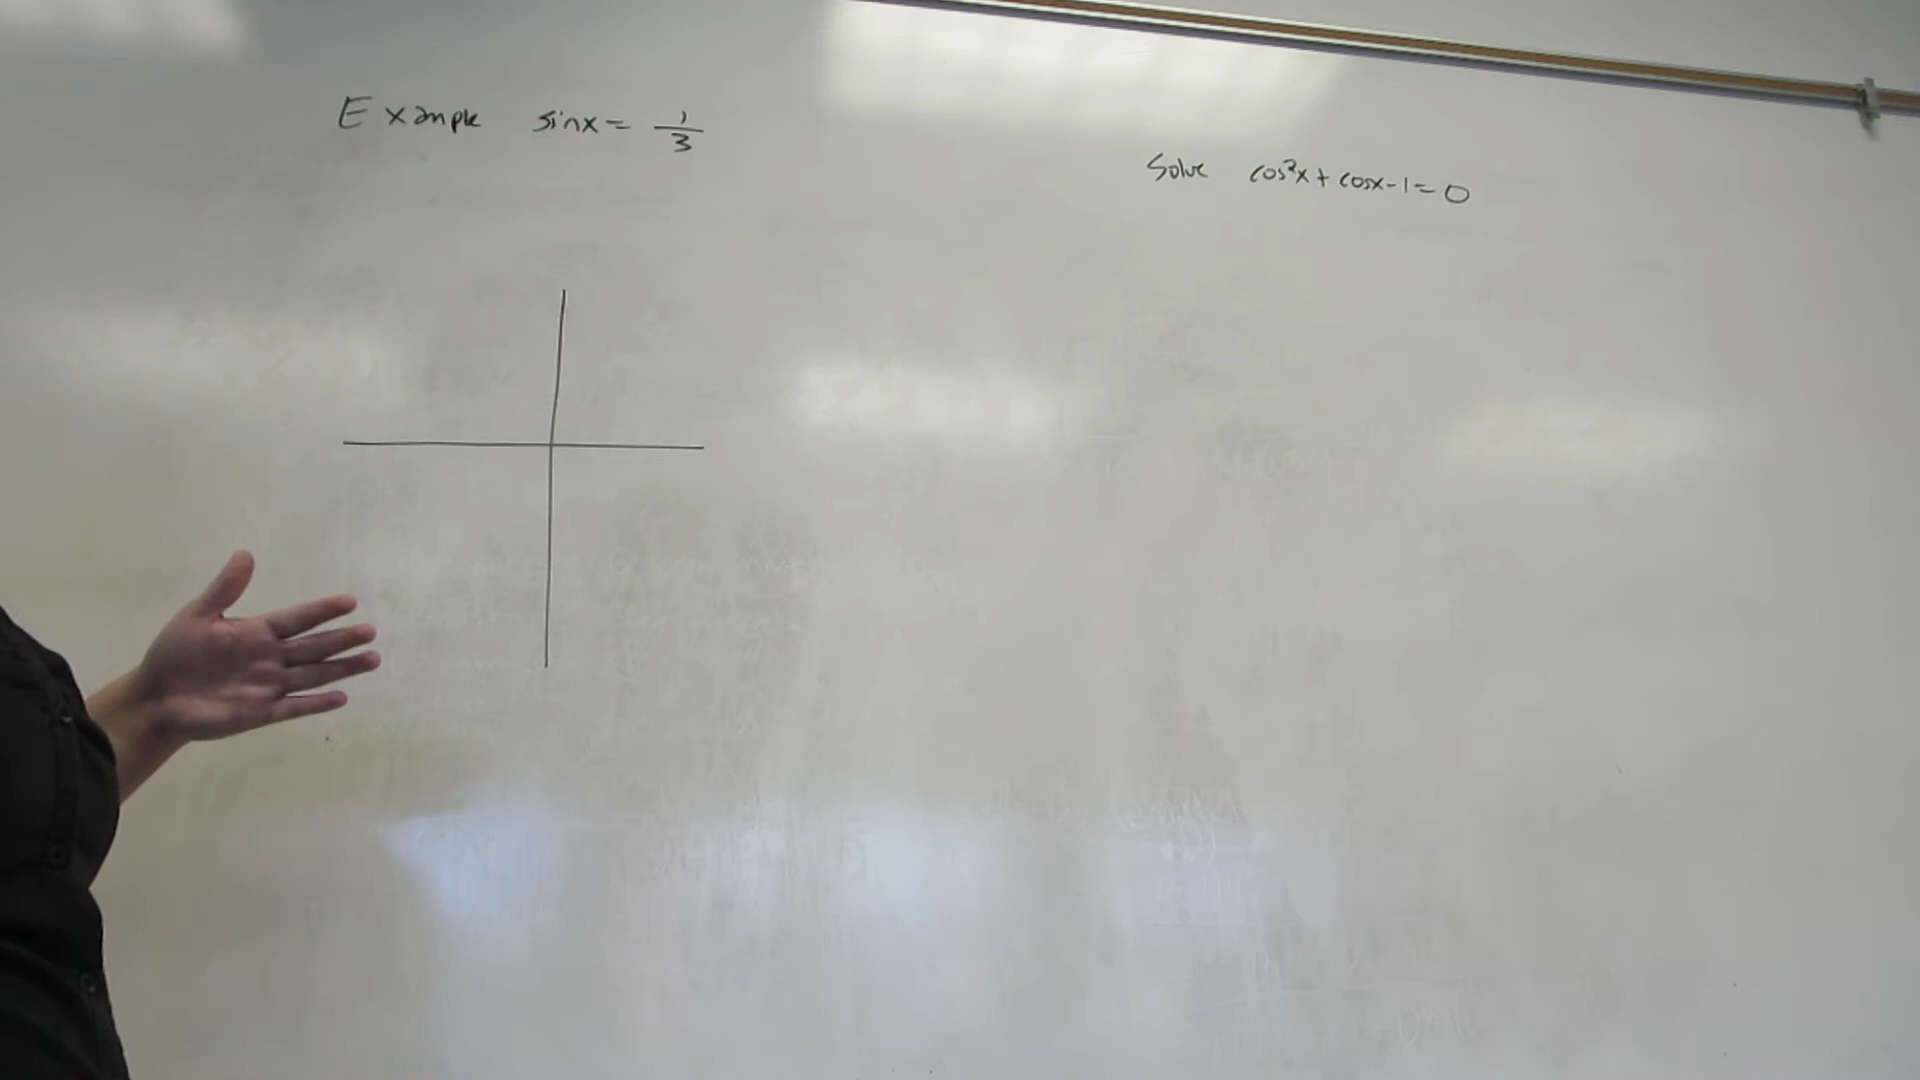 Example sinx = 1/3
Solve cos²x + cosx - 1 = 0